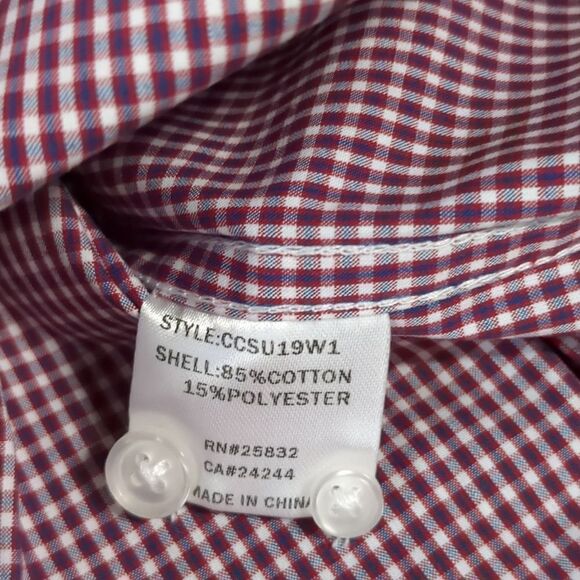 STYLE:CCSU19W1
SHELL:85%COTTON
15%POLYESTER
RN#25832
CA#24244
MADE IN CHINA